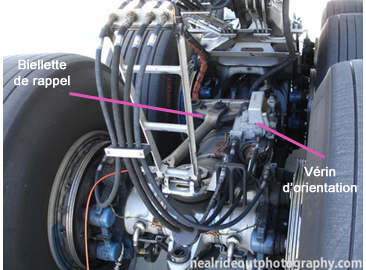 Biellette
de rappel
Vérin
d'orientation
nealrideoutphotography.com